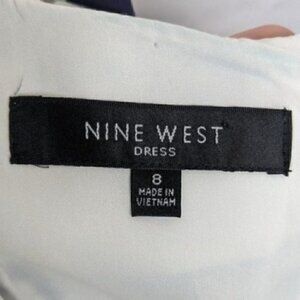 NINE WEST
DRESS
8
MADE IN
VIETNAM